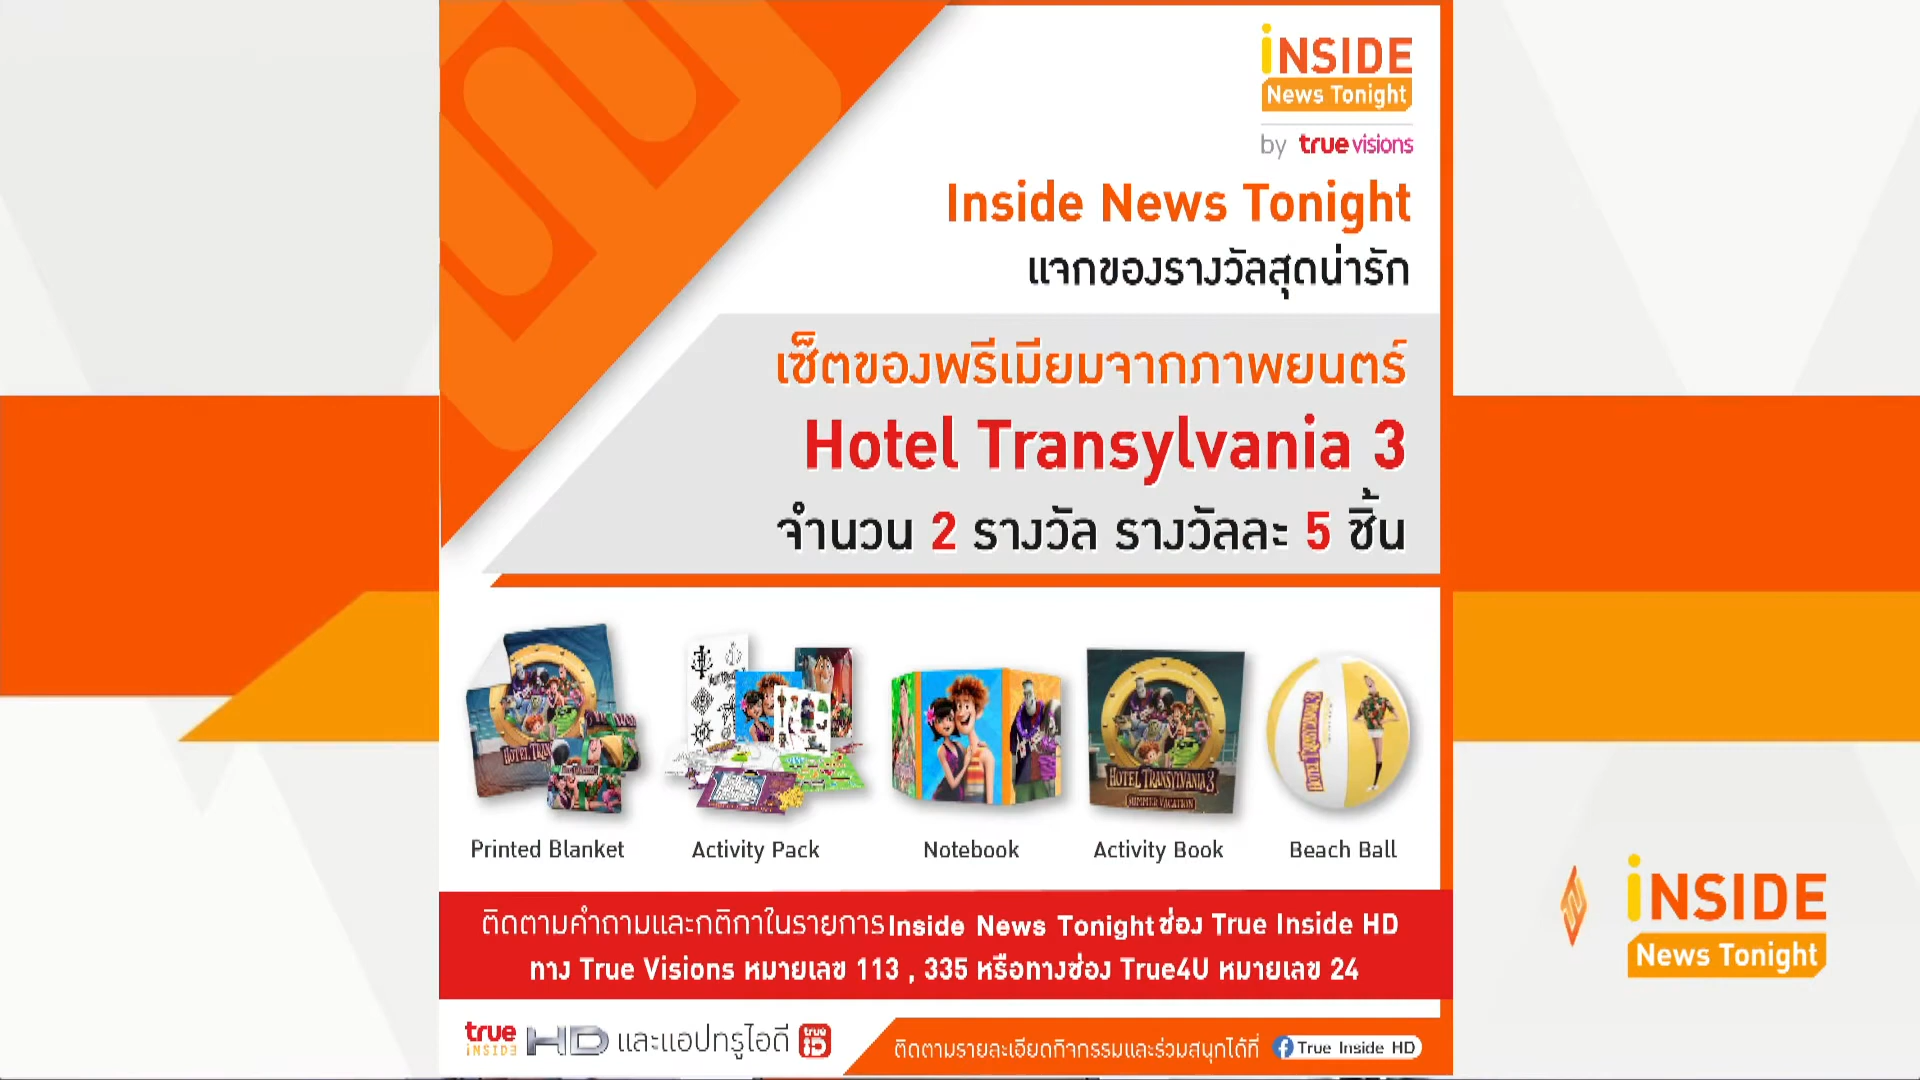 iNSIDE
News Tonight
by truevisions
Inside News Tonight
แจกของรางวัลสุดน่ารัก
เซ็ตของพรีเมียมจากภาพยนตร์
Hotel Transylvania 3
จำนวน 2 รางวัล รางวัลละ 5 ชิ้น
HOTEL TRANSYLVANIA 3
SUMMER VACATION
Printed Blanket
Activity Pack
Notebook
Activity Book
Beach Ball
ติดตามคำถามและกติกาในรายการ Inside News Tonight ช่อง True Inside HD
ทาง True Visions หมายเลข 113 , 335 หรือทางช่อง True4U หมายเลข 24
true iNSIDE HD และแอปทรูไอดี true iD
ติดตามรายละเอียดกิจกรรมและร่วมสนุกได้ที่ True Inside HD
iNSIDE
News Tonight